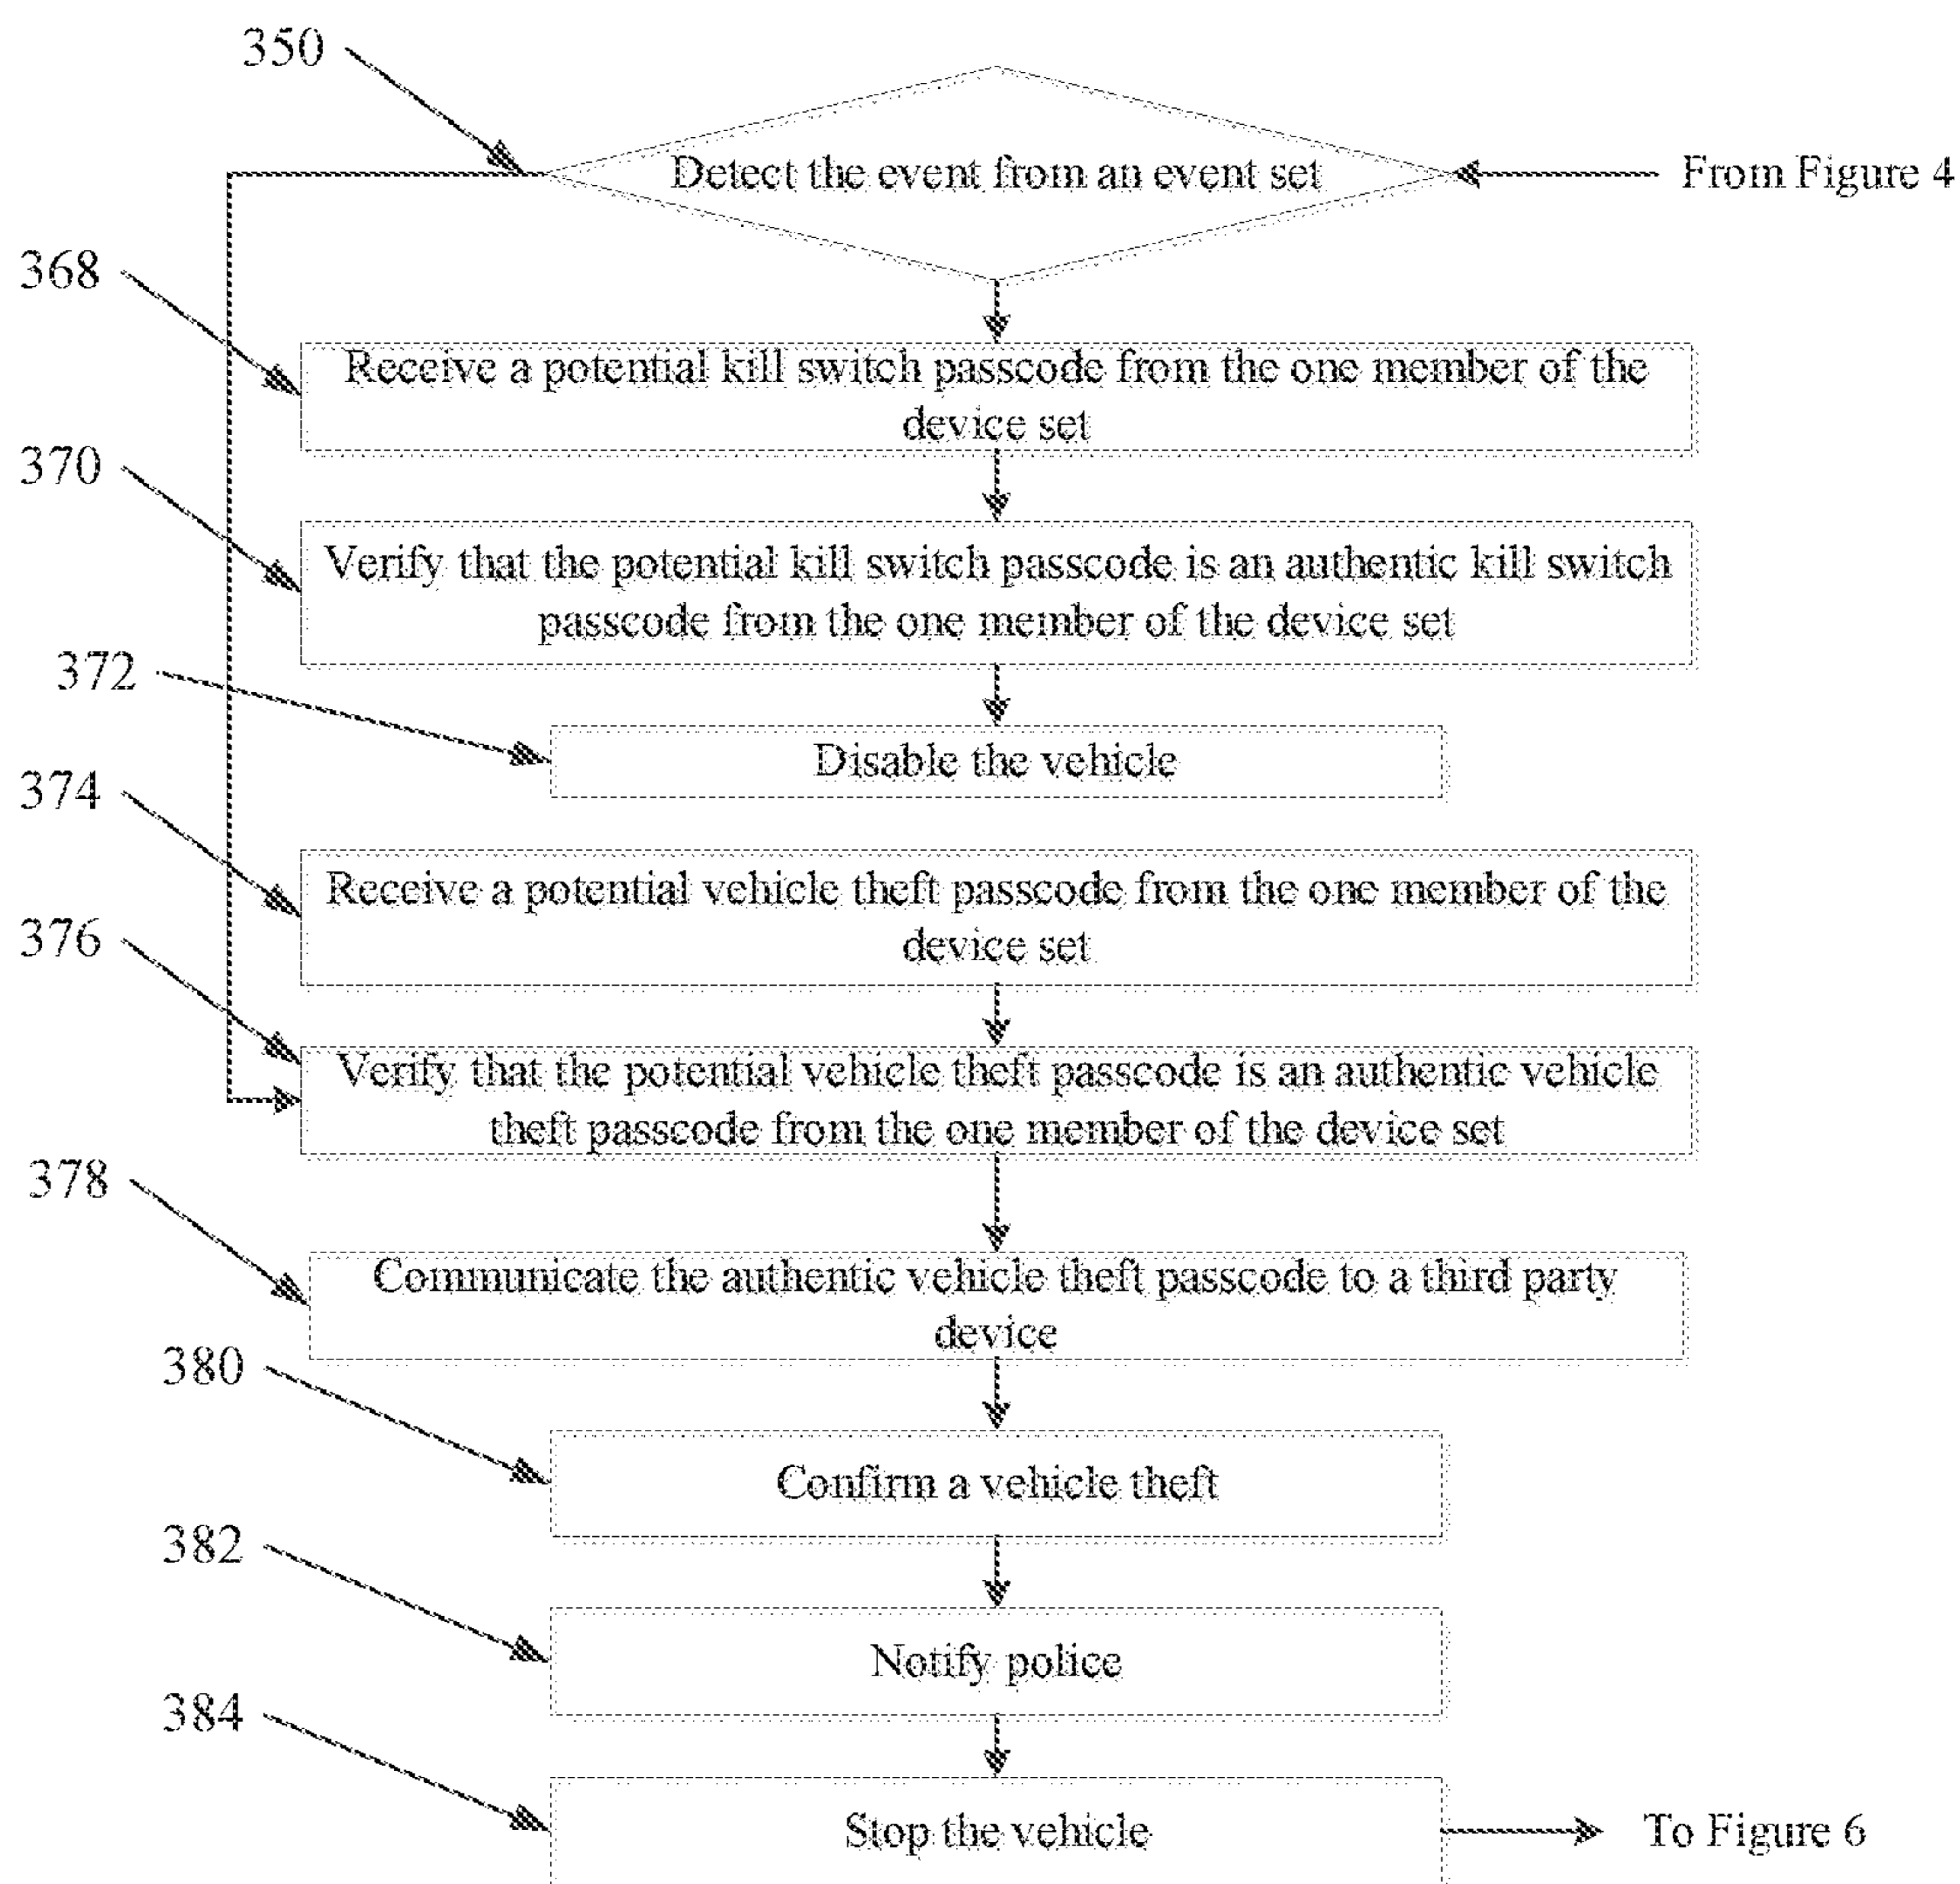 350
Detect the event from an event set
From Figure 4
368
Receive a potential kill switch passcode from the one member of the
device set
370
Verify that the potential kill switch passcode is an authentic kill switch
passcode from the one member of the device set
372
Disable the vehicle
374
Receive a potential vehicle theft passcode from the one member of the
device set
376
Verify that the potential vehicle theft passcode is an authentic vehicle
theft passcode from the one member of the device set
378
Communicate the authentic vehicle theft passcode to a third party
device
380
Confirm a vehicle theft
382
Notify police
384
Stop the vehicle
To Figure 6